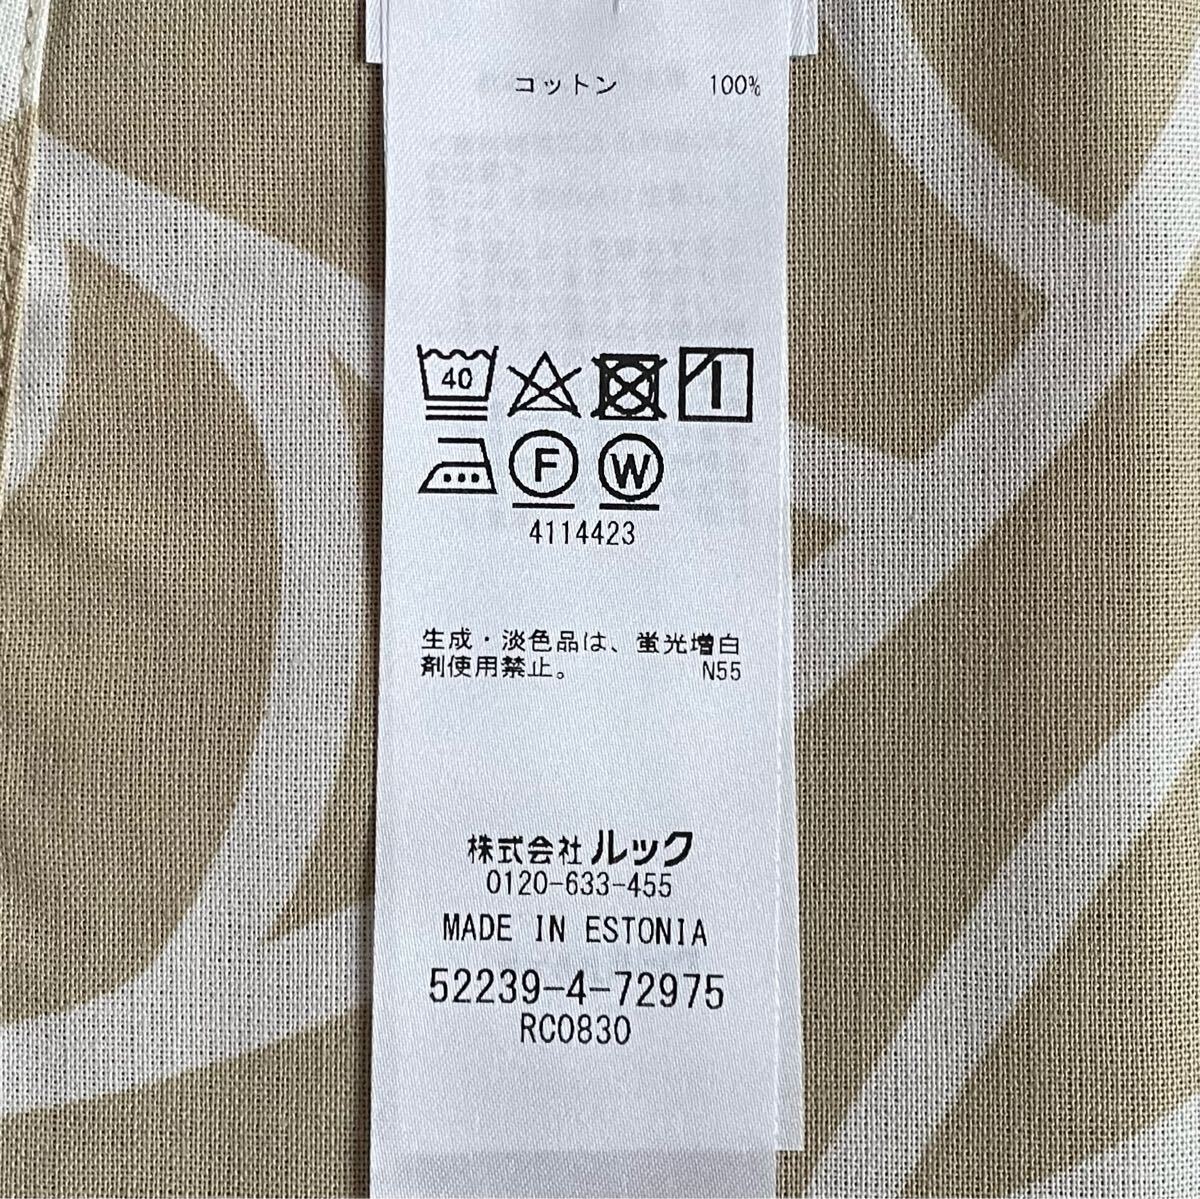 コットン 100%
40
F W
4114423
生成・淡色品は、蛍光増白
剤使用禁止。 N55
株式会社 ルック
0120-633-455
MADE IN ESTONIA
52239-4-72975
RC0830